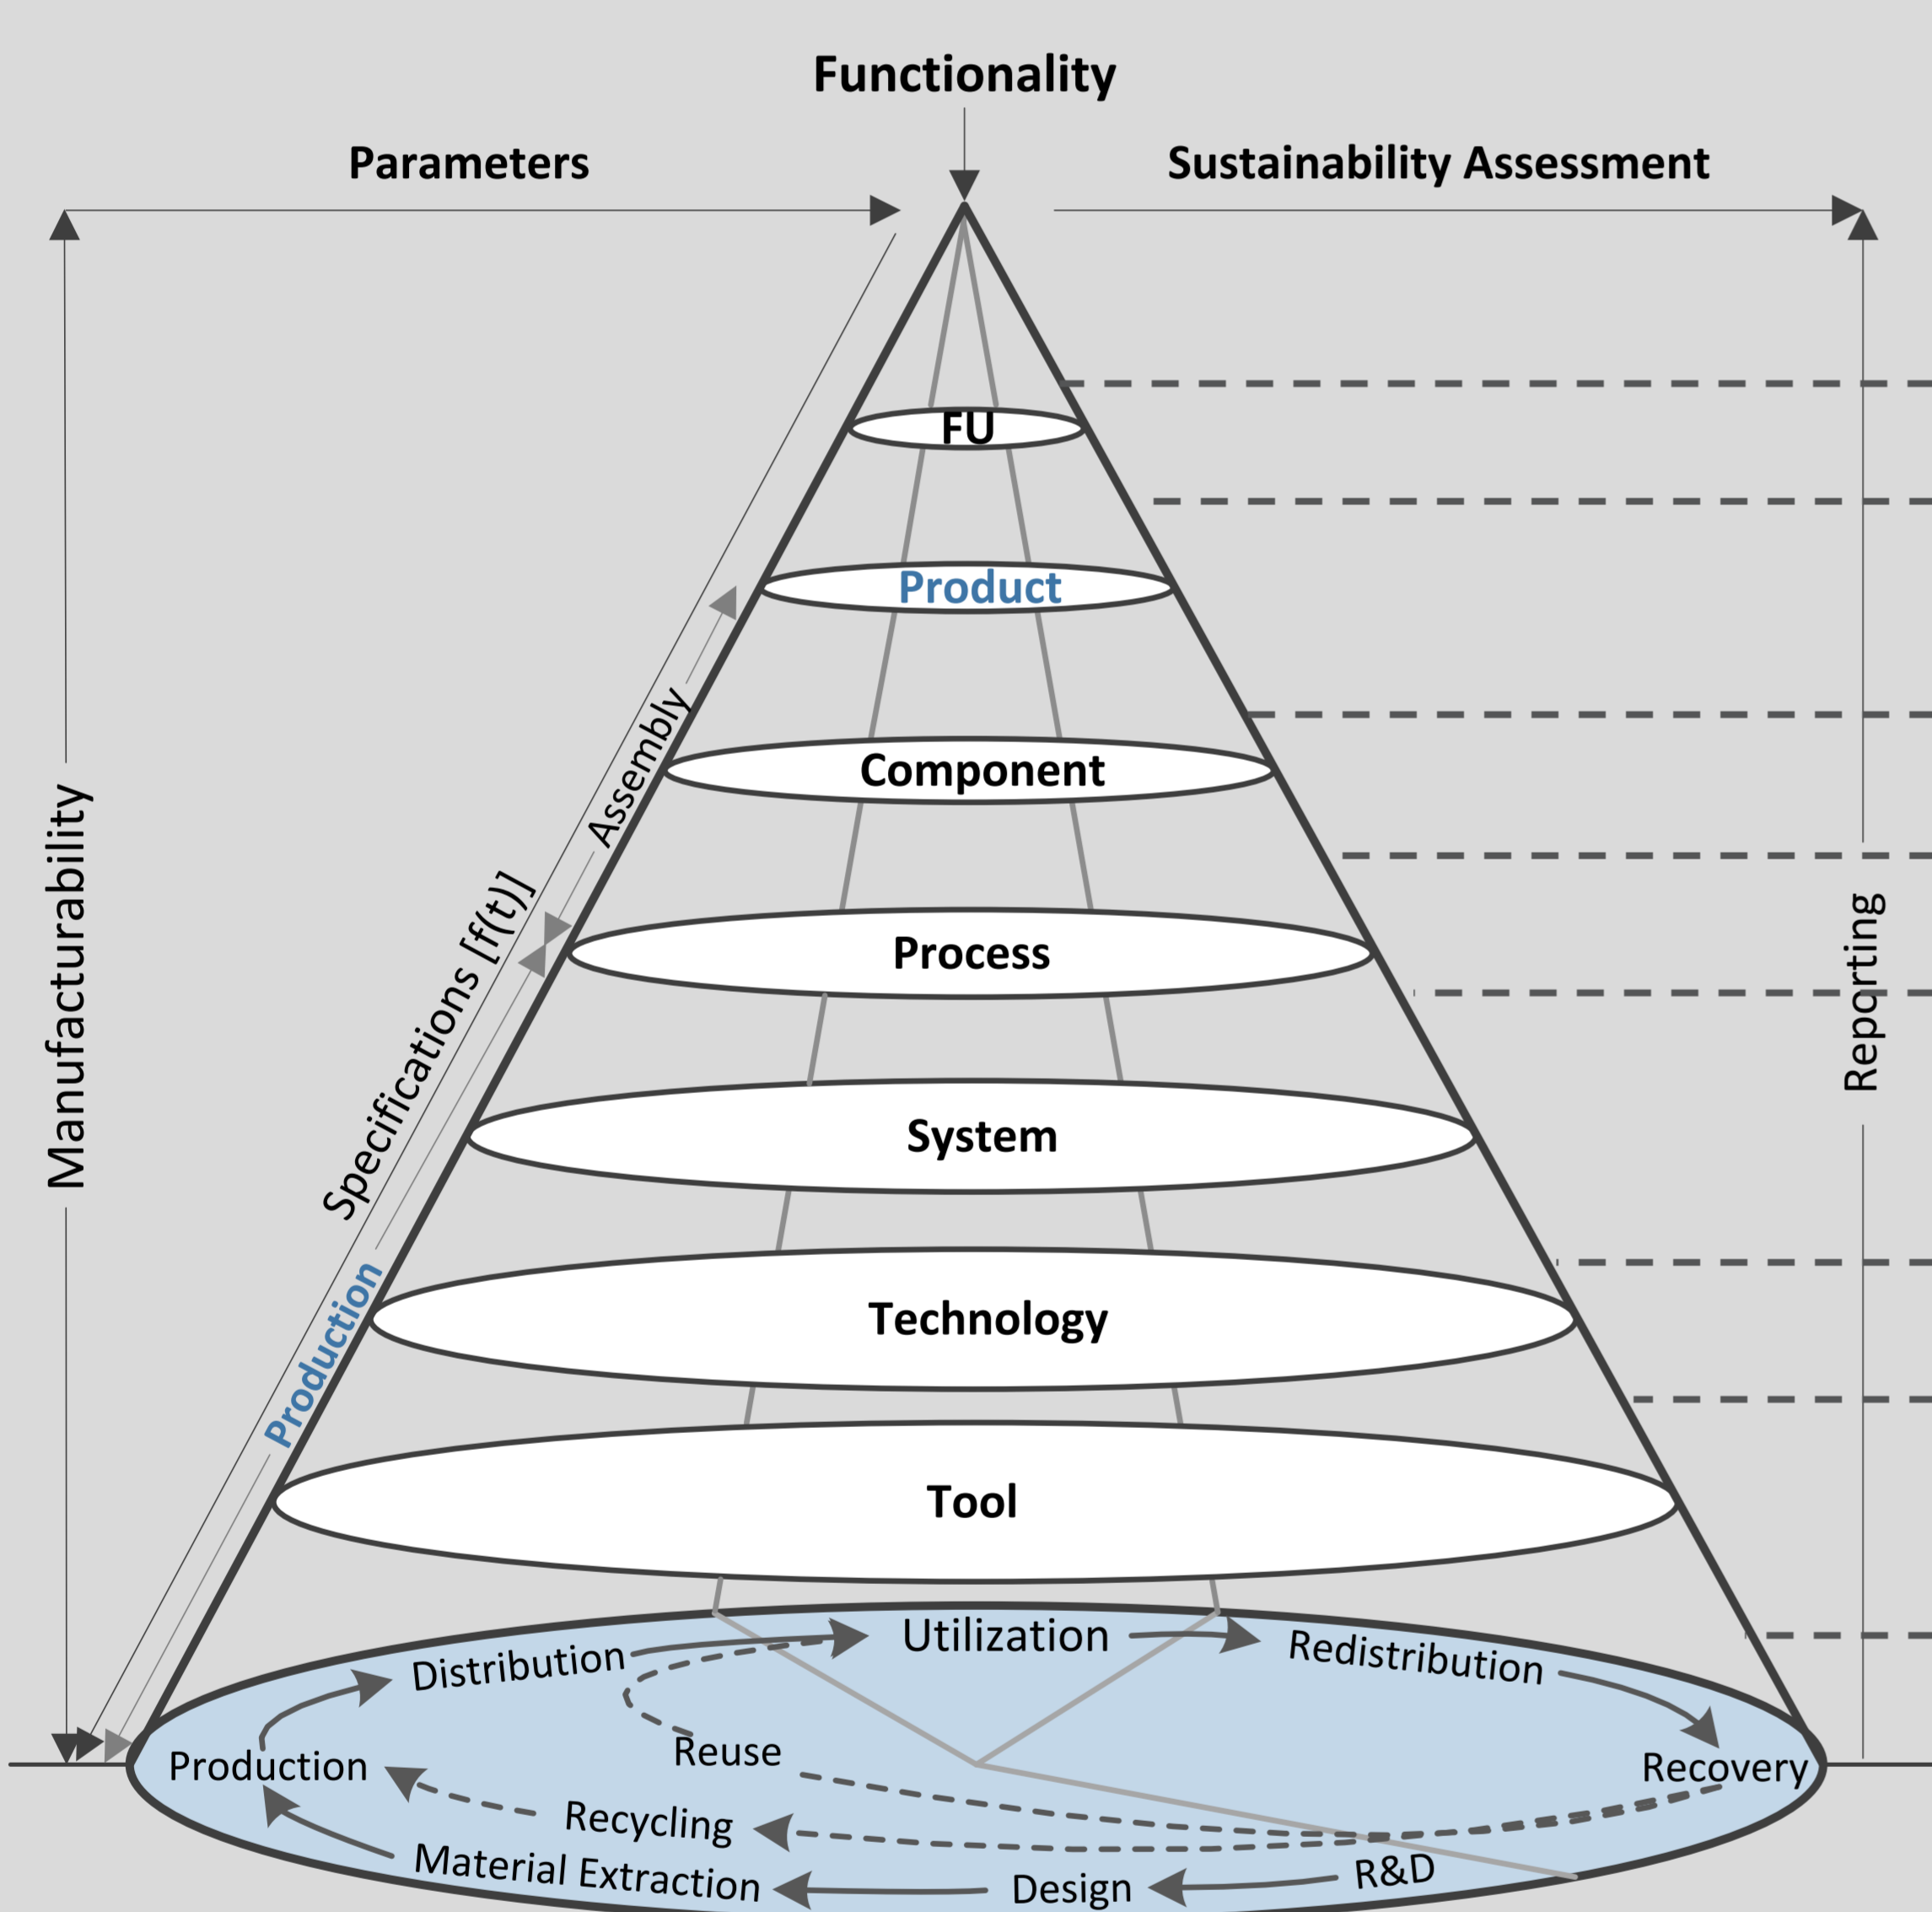 Functionality
Parameters
Sustainability Assessment
FU
Product
Component
Process
System
Technology
Tool
Manufacturability
Specifications [f(t)]
Assembly
Production
Reporting
Utilization
Distribution
Redistribution
Reuse
Production
Recovery
Recycling
Material Extraction
Design
R&D